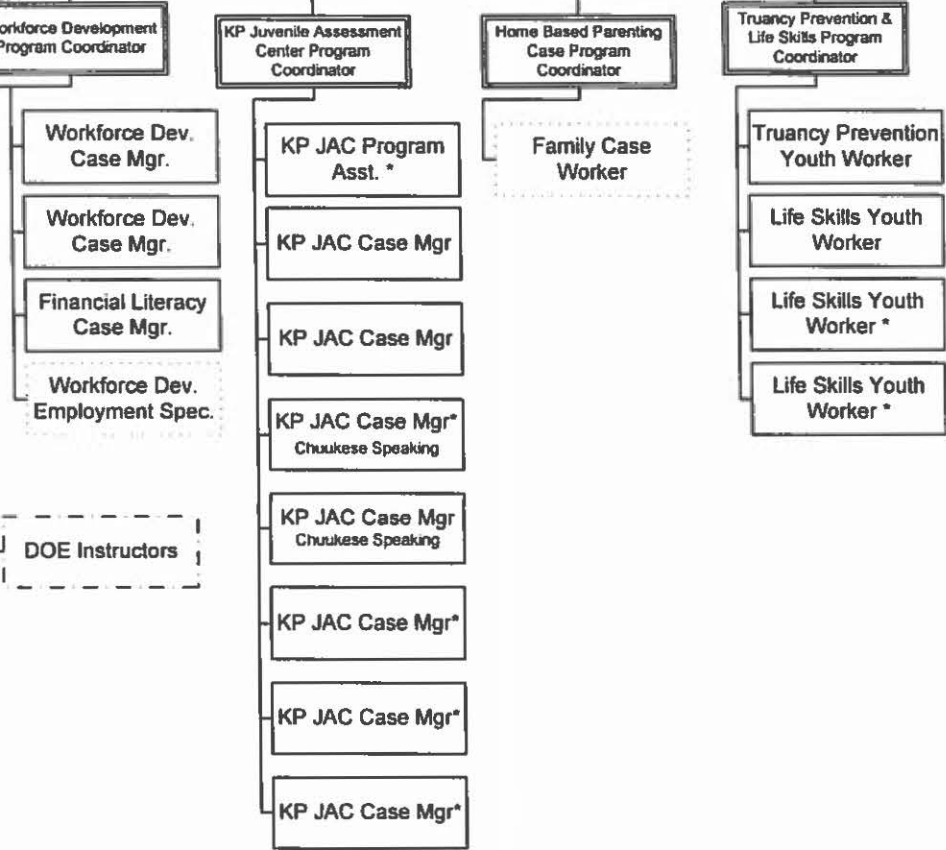 orkforce Development
Program Coordinator
Workforce Dev.
Case Mgr.
Workforce Dev.
Case Mgr.
Financial Literacy
Case Mgr.
Workforce Dev.
Employment Spec.
DOE Instructors
KP Juvenile Assessment
Center Program
Coordinator
KP JAC Program
Asst. *
KP JAC Case Mgr
KP JAC Case Mgr
KP JAC Case Mgr*
Chuukese Speaking
KP JAC Case Mgr
Chuukese Speaking
KP JAC Case Mgr*
KP JAC Case Mgr*
KP JAC Case Mgr*
Home Based Parenting
Case Program
Coordinator
Family Case
Worker
Truancy Prevention &
Life Skills Program
Coordinator
Truancy Prevention
Youth Worker
Life Skills Youth
Worker
Life Skills Youth
Worker *
Life Skills Youth
Worker *